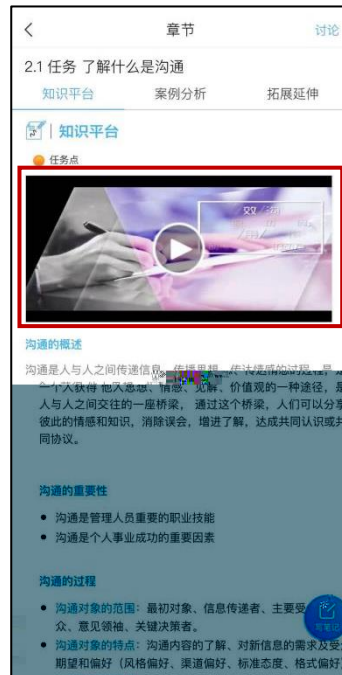 章节
讨论
2.1 任务 了解什么是沟通
知识平台
案例分析
拓展延伸
知识平台
任务点
沟通的概述
沟通是人与人之间传递信息、传播思想、传达情感的过程，是
一个人获得他人思想、情感、见解、价值观的一种途径，是
人与人之间交往的一座桥梁， 通过这个桥梁，人们可以分享
彼此的情感和知识，消除误会，增进了解，达成共同认识或共
同协议。
沟通的重要性
沟通是管理人员重要的职业技能
沟通是个人事业成功的重要因素
沟通的过程
沟通对象的范围：最初对象、信息传递者、主要受
众、意见领袖、关键决策者。
写笔记
沟通对象的特点：沟通内容的了解、对新信息的需求及受
期望和偏好（风格偏好、渠道偏好、标准态度、格式偏好